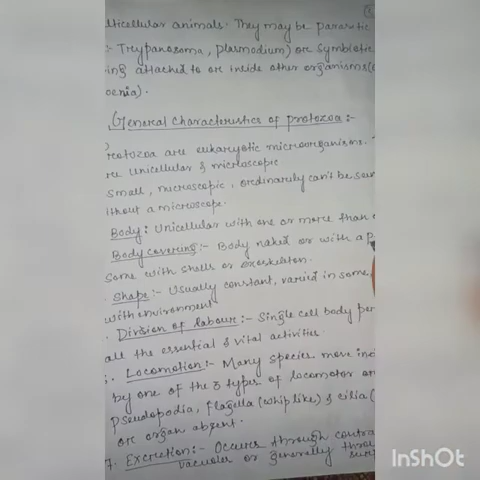 lticellular animals. They may be parasitic
:- Trypanosoma, plasmodium) or symbiotic
ing attached to or inside other organisms
General characteristics of protozoa:-
rotozoa are eukaryotic microorganisms.
re unicellular & microscopic
small, microscopic, ordinarily can't be
ithout a microscope.
Body: Unicellular with one or more than
Body covering:- Body naked or with a p
some with shells or exoskeleton.
Shape:- Usually constant, varied in some,
with environment
Division of labour:- Single cell body per
all the essential & vital activities.
Locomotion:- Many species move ind
by one of the 3 types of locomotor or
pseudopodia, flagella (whip like) & cilia (
or organ absent.
7. Excretion:- Occurs through contra
vacuoles or generally throu
surf
InShot